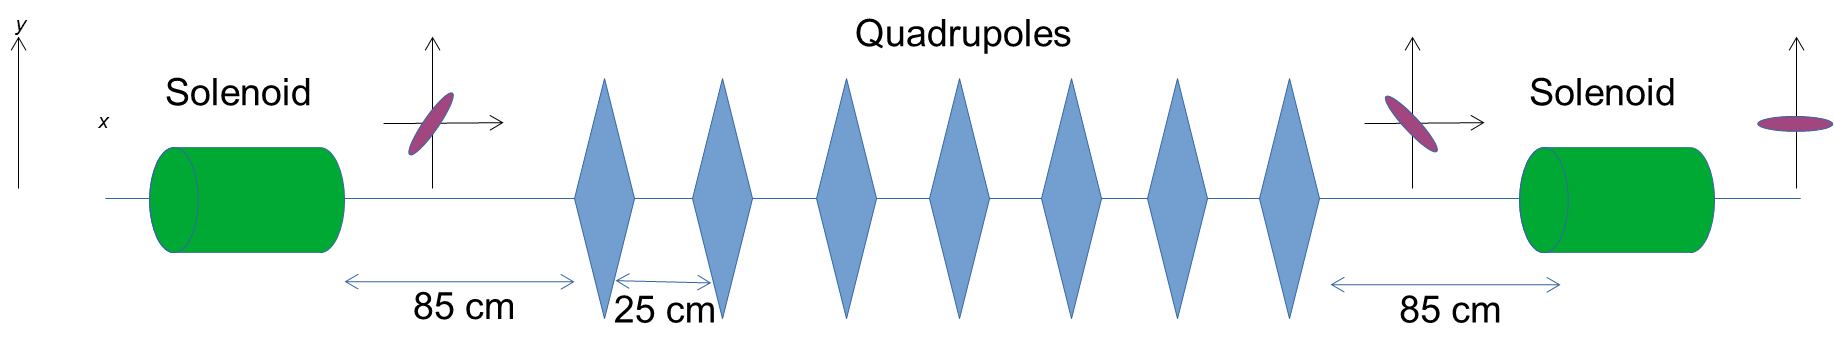 y
Quadrupoles
Solenoid
Solenoid
x
85 cm
25 cm
85 cm